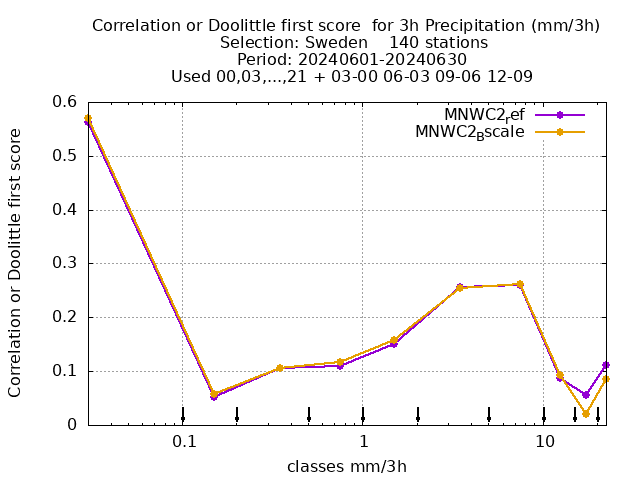 Correlation or Doolittle first score  for 3h Precipitation (mm/3h)
Selection: Sweden    140 stations
Period: 20240601-20240630
Used 00,03,...,21 + 03-00 06-03 09-06 12-09
MNWC2_ref
MNWC2_Bscale
Correlation or Doolittle first score
0.6
0.5
0.4
0.3
0.2
0.1
0
0.1
1
10
classes mm/3h